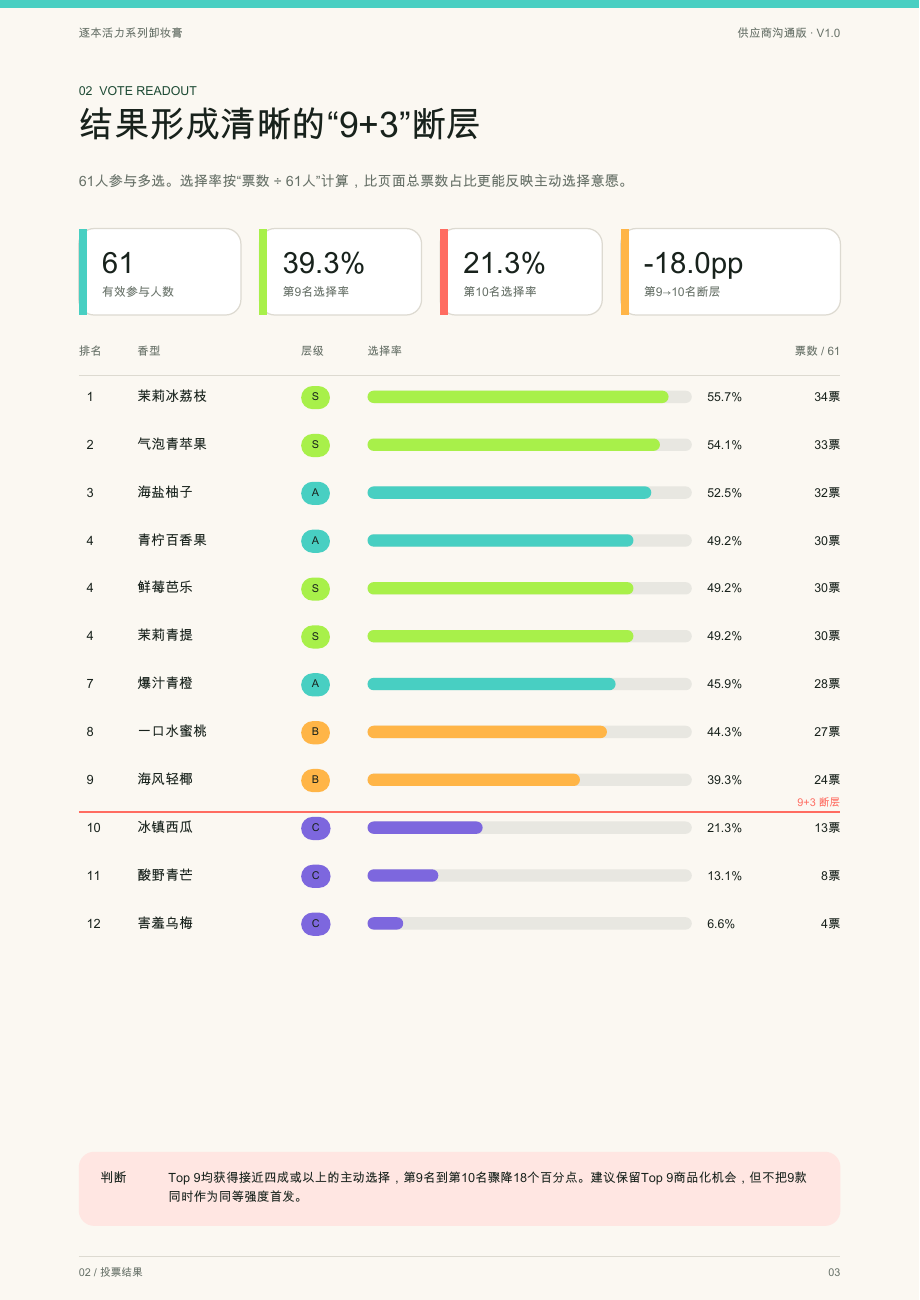 逐本活力系列卸妆膏 供应商沟通版 · V1.0
02 VOTE READOUT
结果形成清晰的“9+3”断层
61人参与多选。选择率按“票数 ÷ 61人”计算，比页面总票数占比更能反映主动选择意愿。
61 39.3% 21.3% -18.0pp
有效参与人数 第9名选择率 第10名选择率 第9→10名断层
排名 香型 层级 选择率 票数 / 61
1 茉莉冰荔枝 S 55.7% 34票
2 气泡青苹果 S 54.1% 33票
3 海盐柚子 A 52.5% 32票
4 青柠百香果 A 49.2% 30票
4 鲜莓芭乐 S 49.2% 30票
4 茉莉青提 S 49.2% 30票
7 爆汁青橙 A 45.9% 28票
8 一口水蜜桃 B 44.3% 27票
9 海风轻椰 B 39.3% 24票
9+3 断层
10 冰镇西瓜 C 21.3% 13票
11 酸野青芒 C 13.1% 8票
12 害羞乌梅 C 6.6% 4票
判断 Top 9均获得接近四成或以上的主动选择，第9名到第10名骤降18个百分点。建议保留Top 9商品化机会，但不把9款
同时作为同等强度首发。
02 / 投票结果 03